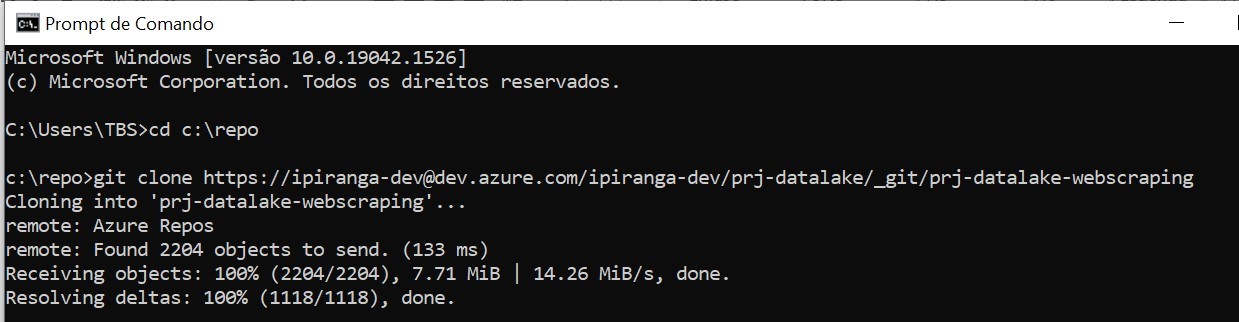 Prompt de Comando
Microsoft Windows [versão 10.0.19042.1526]
(c) Microsoft Corporation. Todos os direitos reservados.
C:\Users\TBS>cd c:\repo
c:\repo>git clone https://ipiranga-dev@dev.azure.com/ipiranga-dev/prj-datalake/_git/prj-datalake-webscraping
Cloning into 'prj-datalake-webscraping'...
remote: Azure Repos
remote: Found 2204 objects to send. (133 ms)
Receiving objects: 100% (2204/2204), 7.71 MiB | 14.26 MiB/s, done.
Resolving deltas: 100% (1118/1118), done.